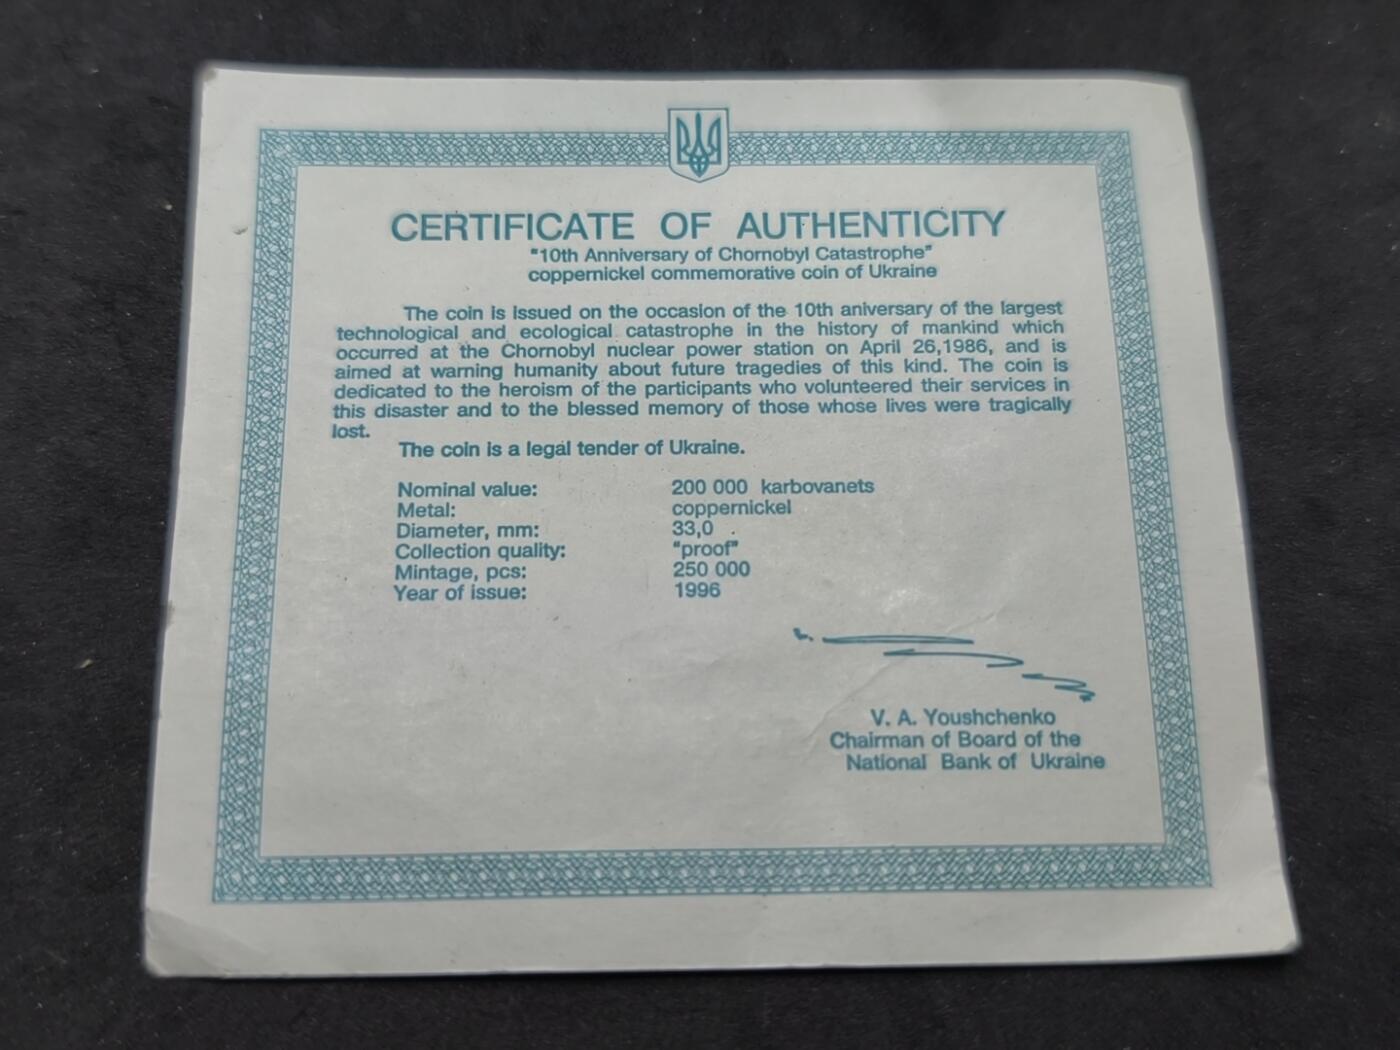 CERTIFICATE OF AUTHENTICITY
"10th Anniversary of Chornobyl Catastrophe"
coppernickel commemorative coin of Ukraine
The coin is issued on the occasion of the 10th aniversary of the largest
technological and ecological catastrophe in the history of mankind which
occurred at the Chornobyl nuclear power station on April 26,1986, and is
aimed at warning humanity about future tragedies of this kind. The coin is
dedicated to the heroism of the participants who volunteered their services in
this disaster and to the blessed memory of those whose lives were tragically
lost.
The coin is a legal tender of Ukraine.
Nominal value: 200 000 karbovanets
Metal: coppernickel
Diameter, mm: 33,0
Collection quality: "proof"
Mintage, pcs: 250 000
Year of issue: 1996
V. A. Youshchenko
Chairman of Board of the
National Bank of Ukraine